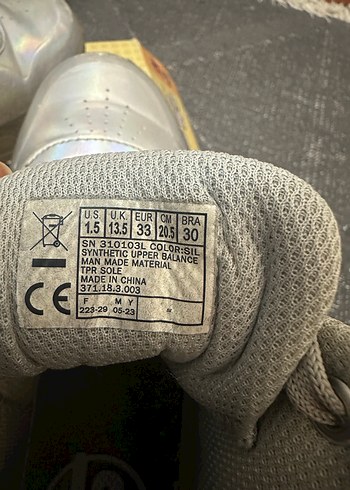 U.S. U.K. EUR CM BRA
1.5 13.5 33 20.5 30
SN 310103L COLOR:SIL
SYNTHETIC UPPER BALANCE
MAN MADE MATERIAL
TPR SOLE
MADE IN CHINA
371.18.3.003
F M Y
223-29 05-23 -
CE